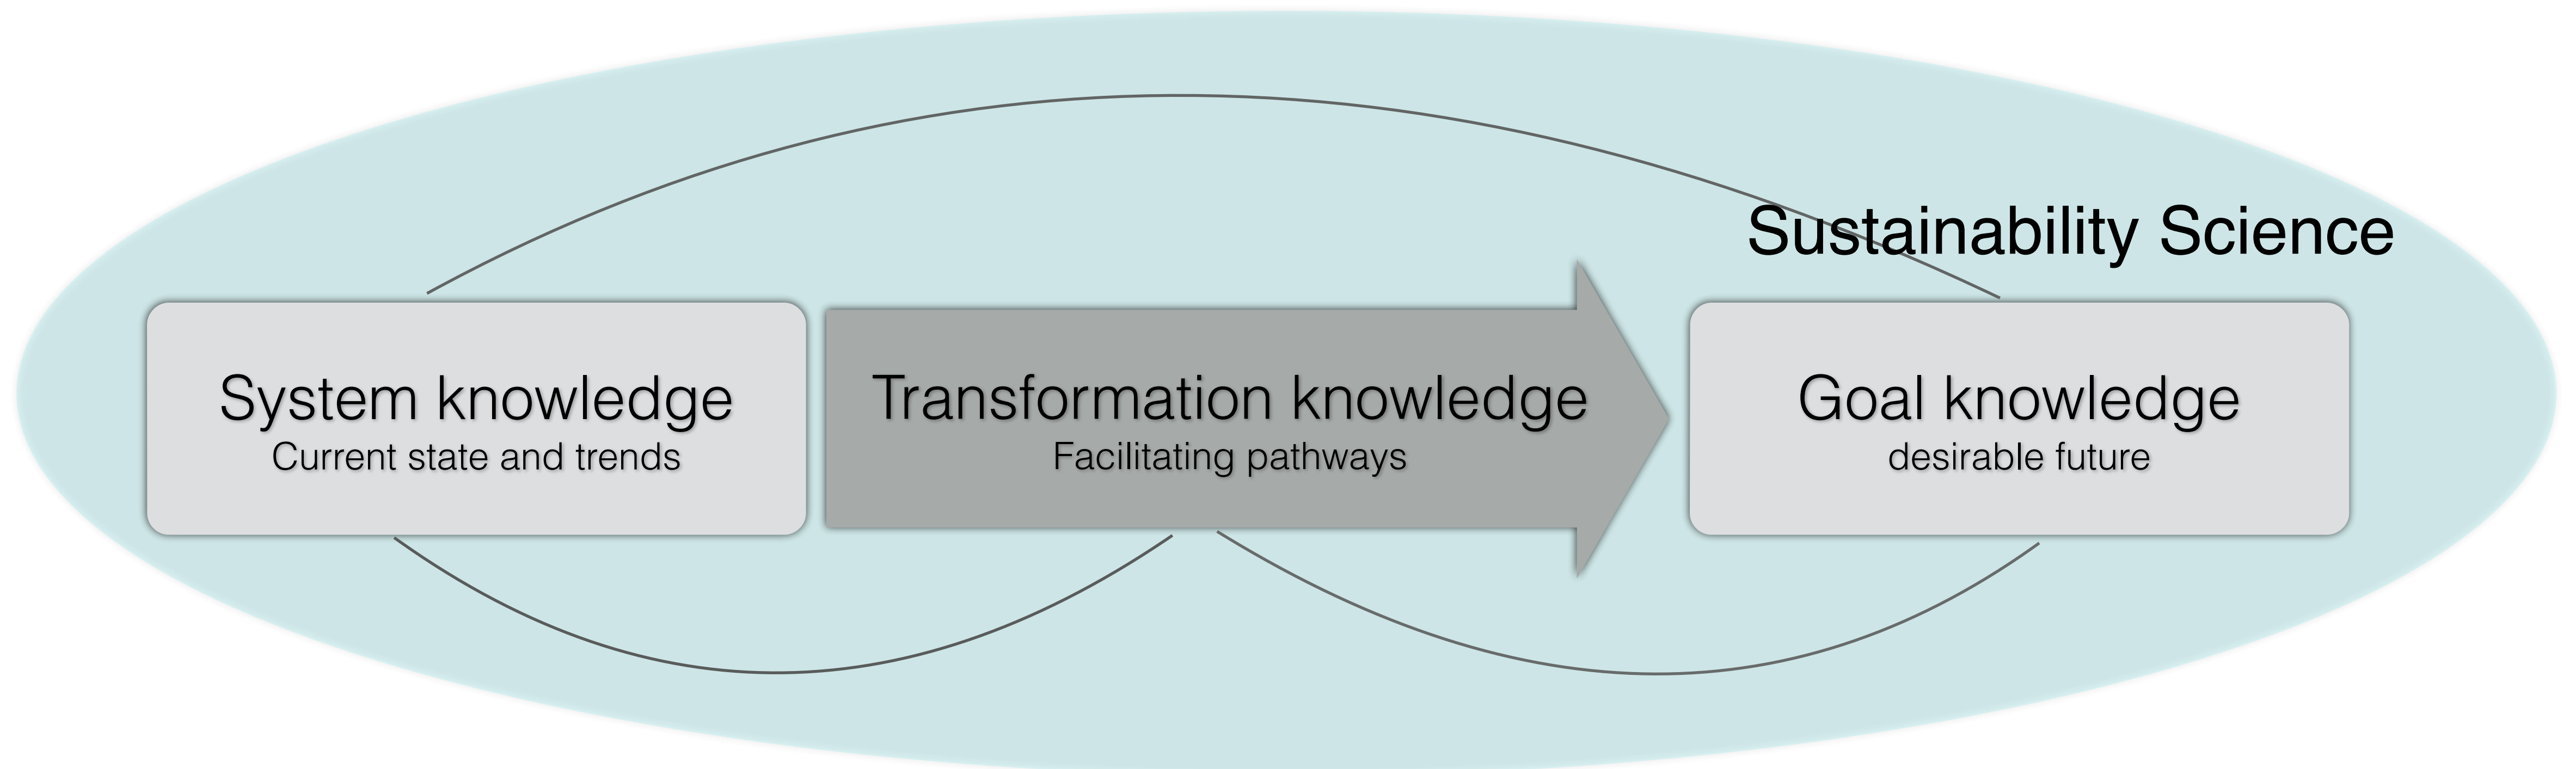 Sustainability Science
System knowledge
Current state and trends
Transformation knowledge
Facilitating pathways
Goal knowledge
desirable future